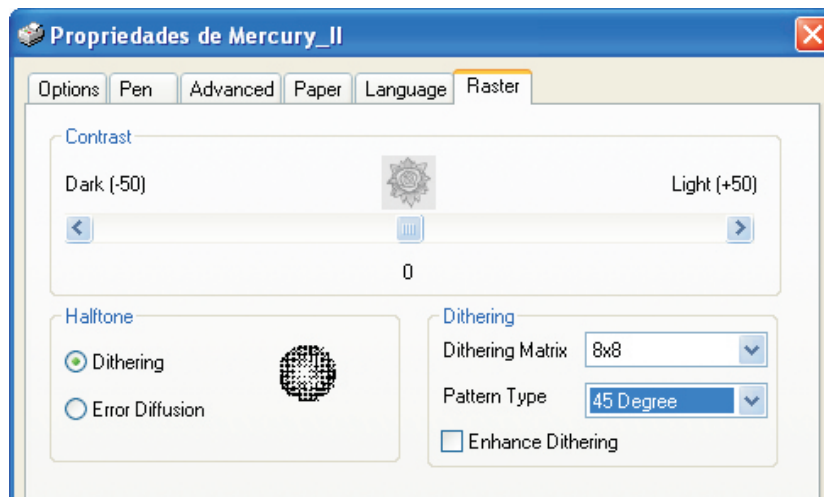 Propriedades de Mercury_II
Options Pen Advanced Paper Language Raster
Contrast
Dark (-50) Light (+50)
0
Halftone
Dithering
Error Diffusion
Dithering
Dithering Matrix 8x8
Pattern Type 45 Degree
Enhance Dithering